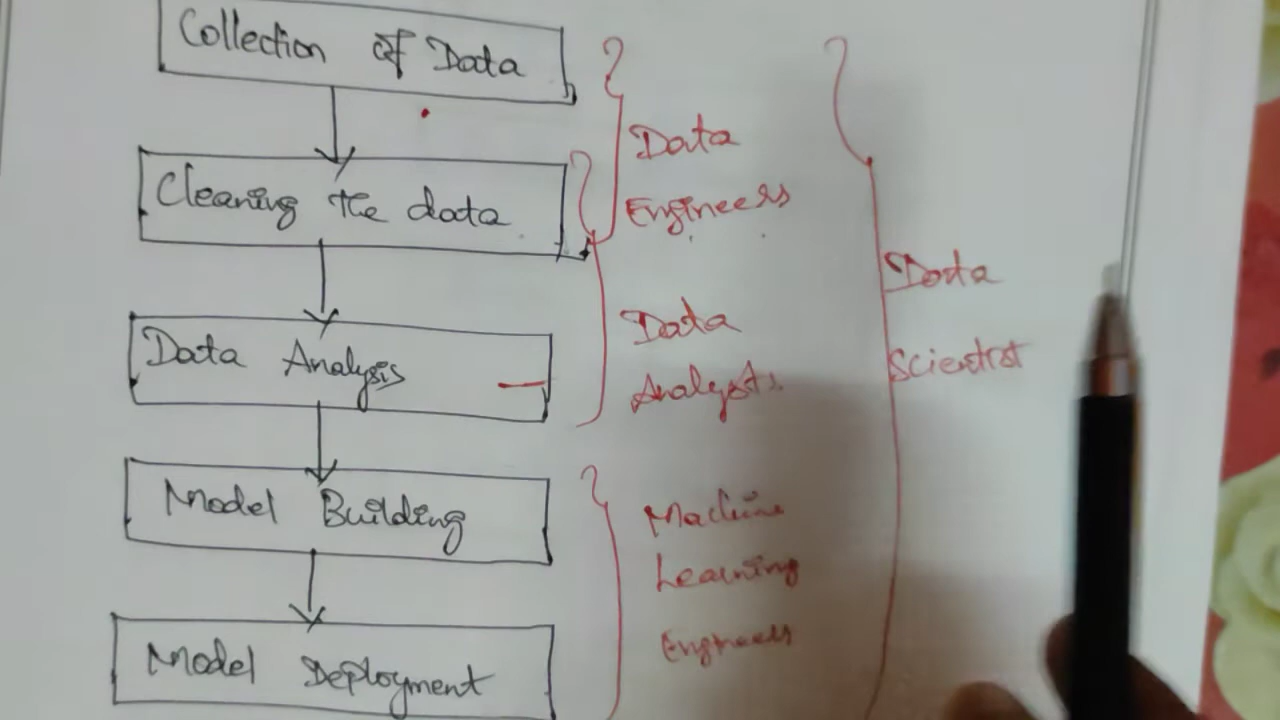 Collection of Data
Cleaning the data
Data Analysis
Model Building
Model Deployment
Data
Engineers
Data
Analysts.
Machine
Learning
Engineers
Data
Scientist